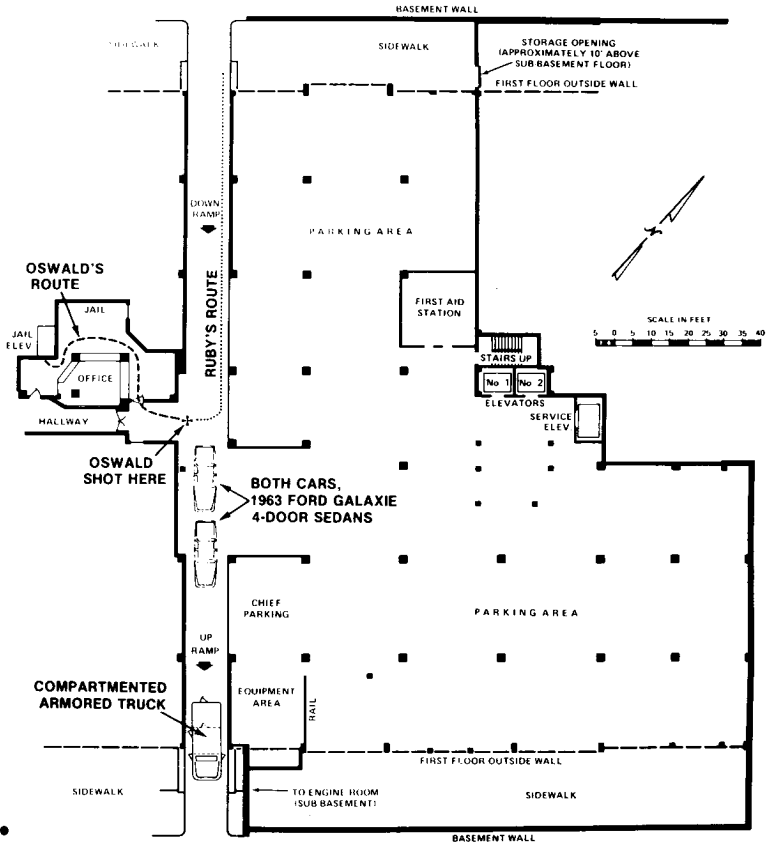 BASEMENT WALL
SIDEWALK
SIDEWALK
STORAGE OPENING
(APPROXIMATELY 10' ABOVE
SUB-BASEMENT FLOOR)
FIRST FLOOR OUTSIDE WALL
DOWN
RAMP
PARKING AREA
OSWALD'S
ROUTE
JAIL
JAIL
ELEV
OFFICE
HALLWAY
RUBY'S ROUTE
FIRST AID
STATION
SCALE IN FEET
5 0 5 10 15 20 25 30 35 40
STAIRS UP
No 1
No 2
ELEVATORS
SERVICE
ELEV.
OSWALD
SHOT HERE
BOTH CARS,
1963 FORD GALAXIE
4-DOOR SEDANS
CHIEF
PARKING
PARKING AREA
UP
RAMP
COMPARTMENTED
ARMORED TRUCK
EQUIPMENT
AREA
RAIL
FIRST FLOOR OUTSIDE WALL
SIDEWALK
TO ENGINE ROOM
(SUB BASEMENT)
SIDEWALK
BASEMENT WALL